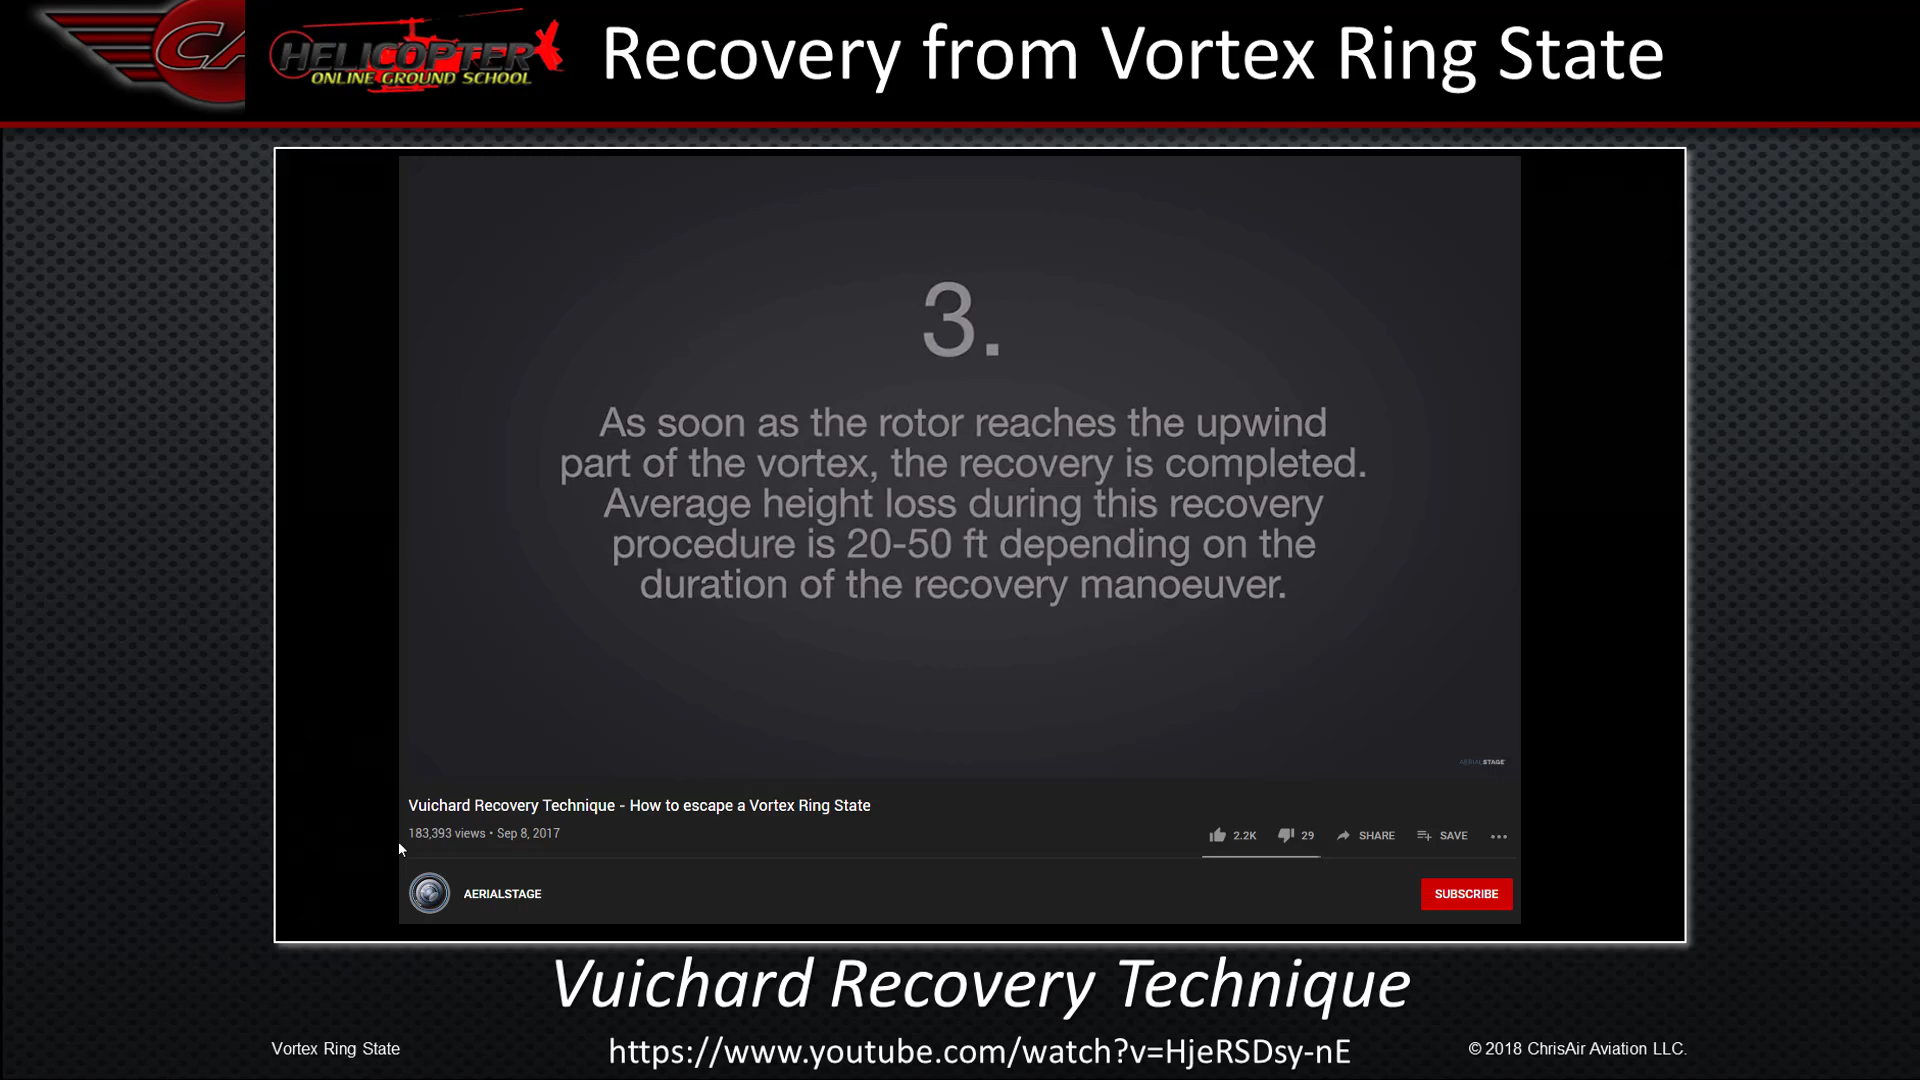 CA
HELICOPTER
ONLINE GROUND SCHOOL
Recovery from Vortex Ring State
3.
As soon as the rotor reaches the upwind
part of the vortex, the recovery is completed.
Average height loss during this recovery
procedure is 20-50 ft depending on the
duration of the recovery manoeuver.
AERIALSTAGE
Vuichard Recovery Technique - How to escape a Vortex Ring State
183,393 views • Sep 8, 2017
2.2K 29 SHARE SAVE
AERIALSTAGE
SUBSCRIBE
Vuichard Recovery Technique
Vortex Ring State
https://www.youtube.com/watch?v=HjeRSDsy-nE
© 2018 ChrisAir Aviation LLC.